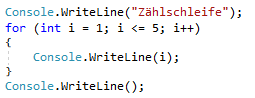 Console.WriteLine("Zählschleife");
for (int i = 1; i <= 5; i++)
{
    Console.WriteLine(i);
}
Console.WriteLine();